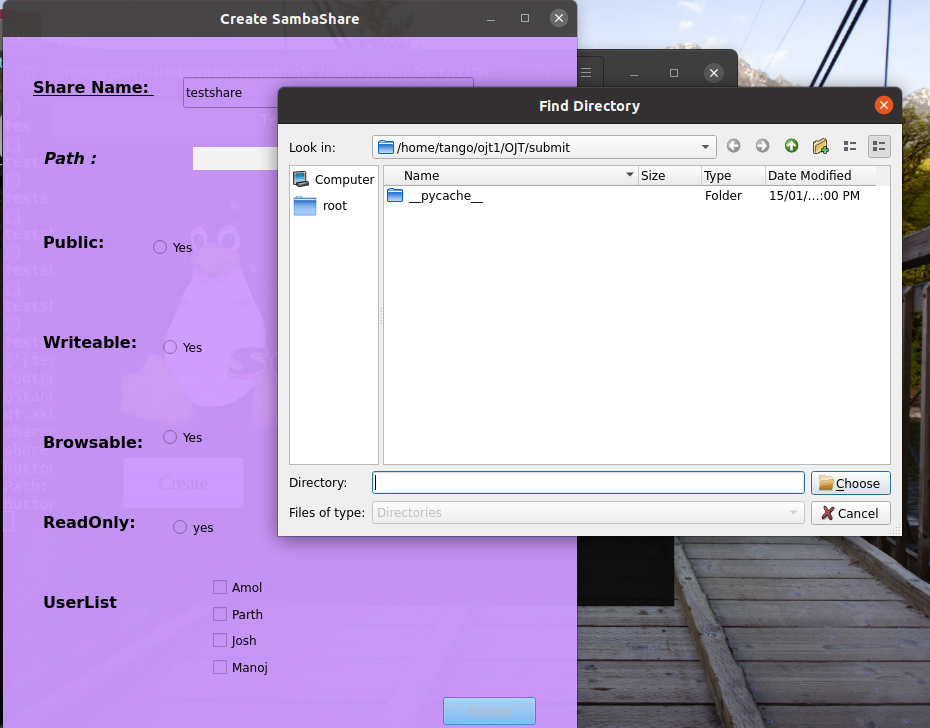 Create SambaShare
Share Name:
testshare
Path :
Public:
Yes
Writeable:
Yes
Browsable:
Yes
Create
ReadOnly:
yes
UserList
Amol
Parth
Josh
Manoj
Submit
Find Directory
Look in:
/home/tango/ojt1/OJT/submit
Computer
root
Name Size Type Date Modified
__pycache__ Folder 15/01/...:00 PM
Directory:
Choose
Files of type:
Directories
Cancel